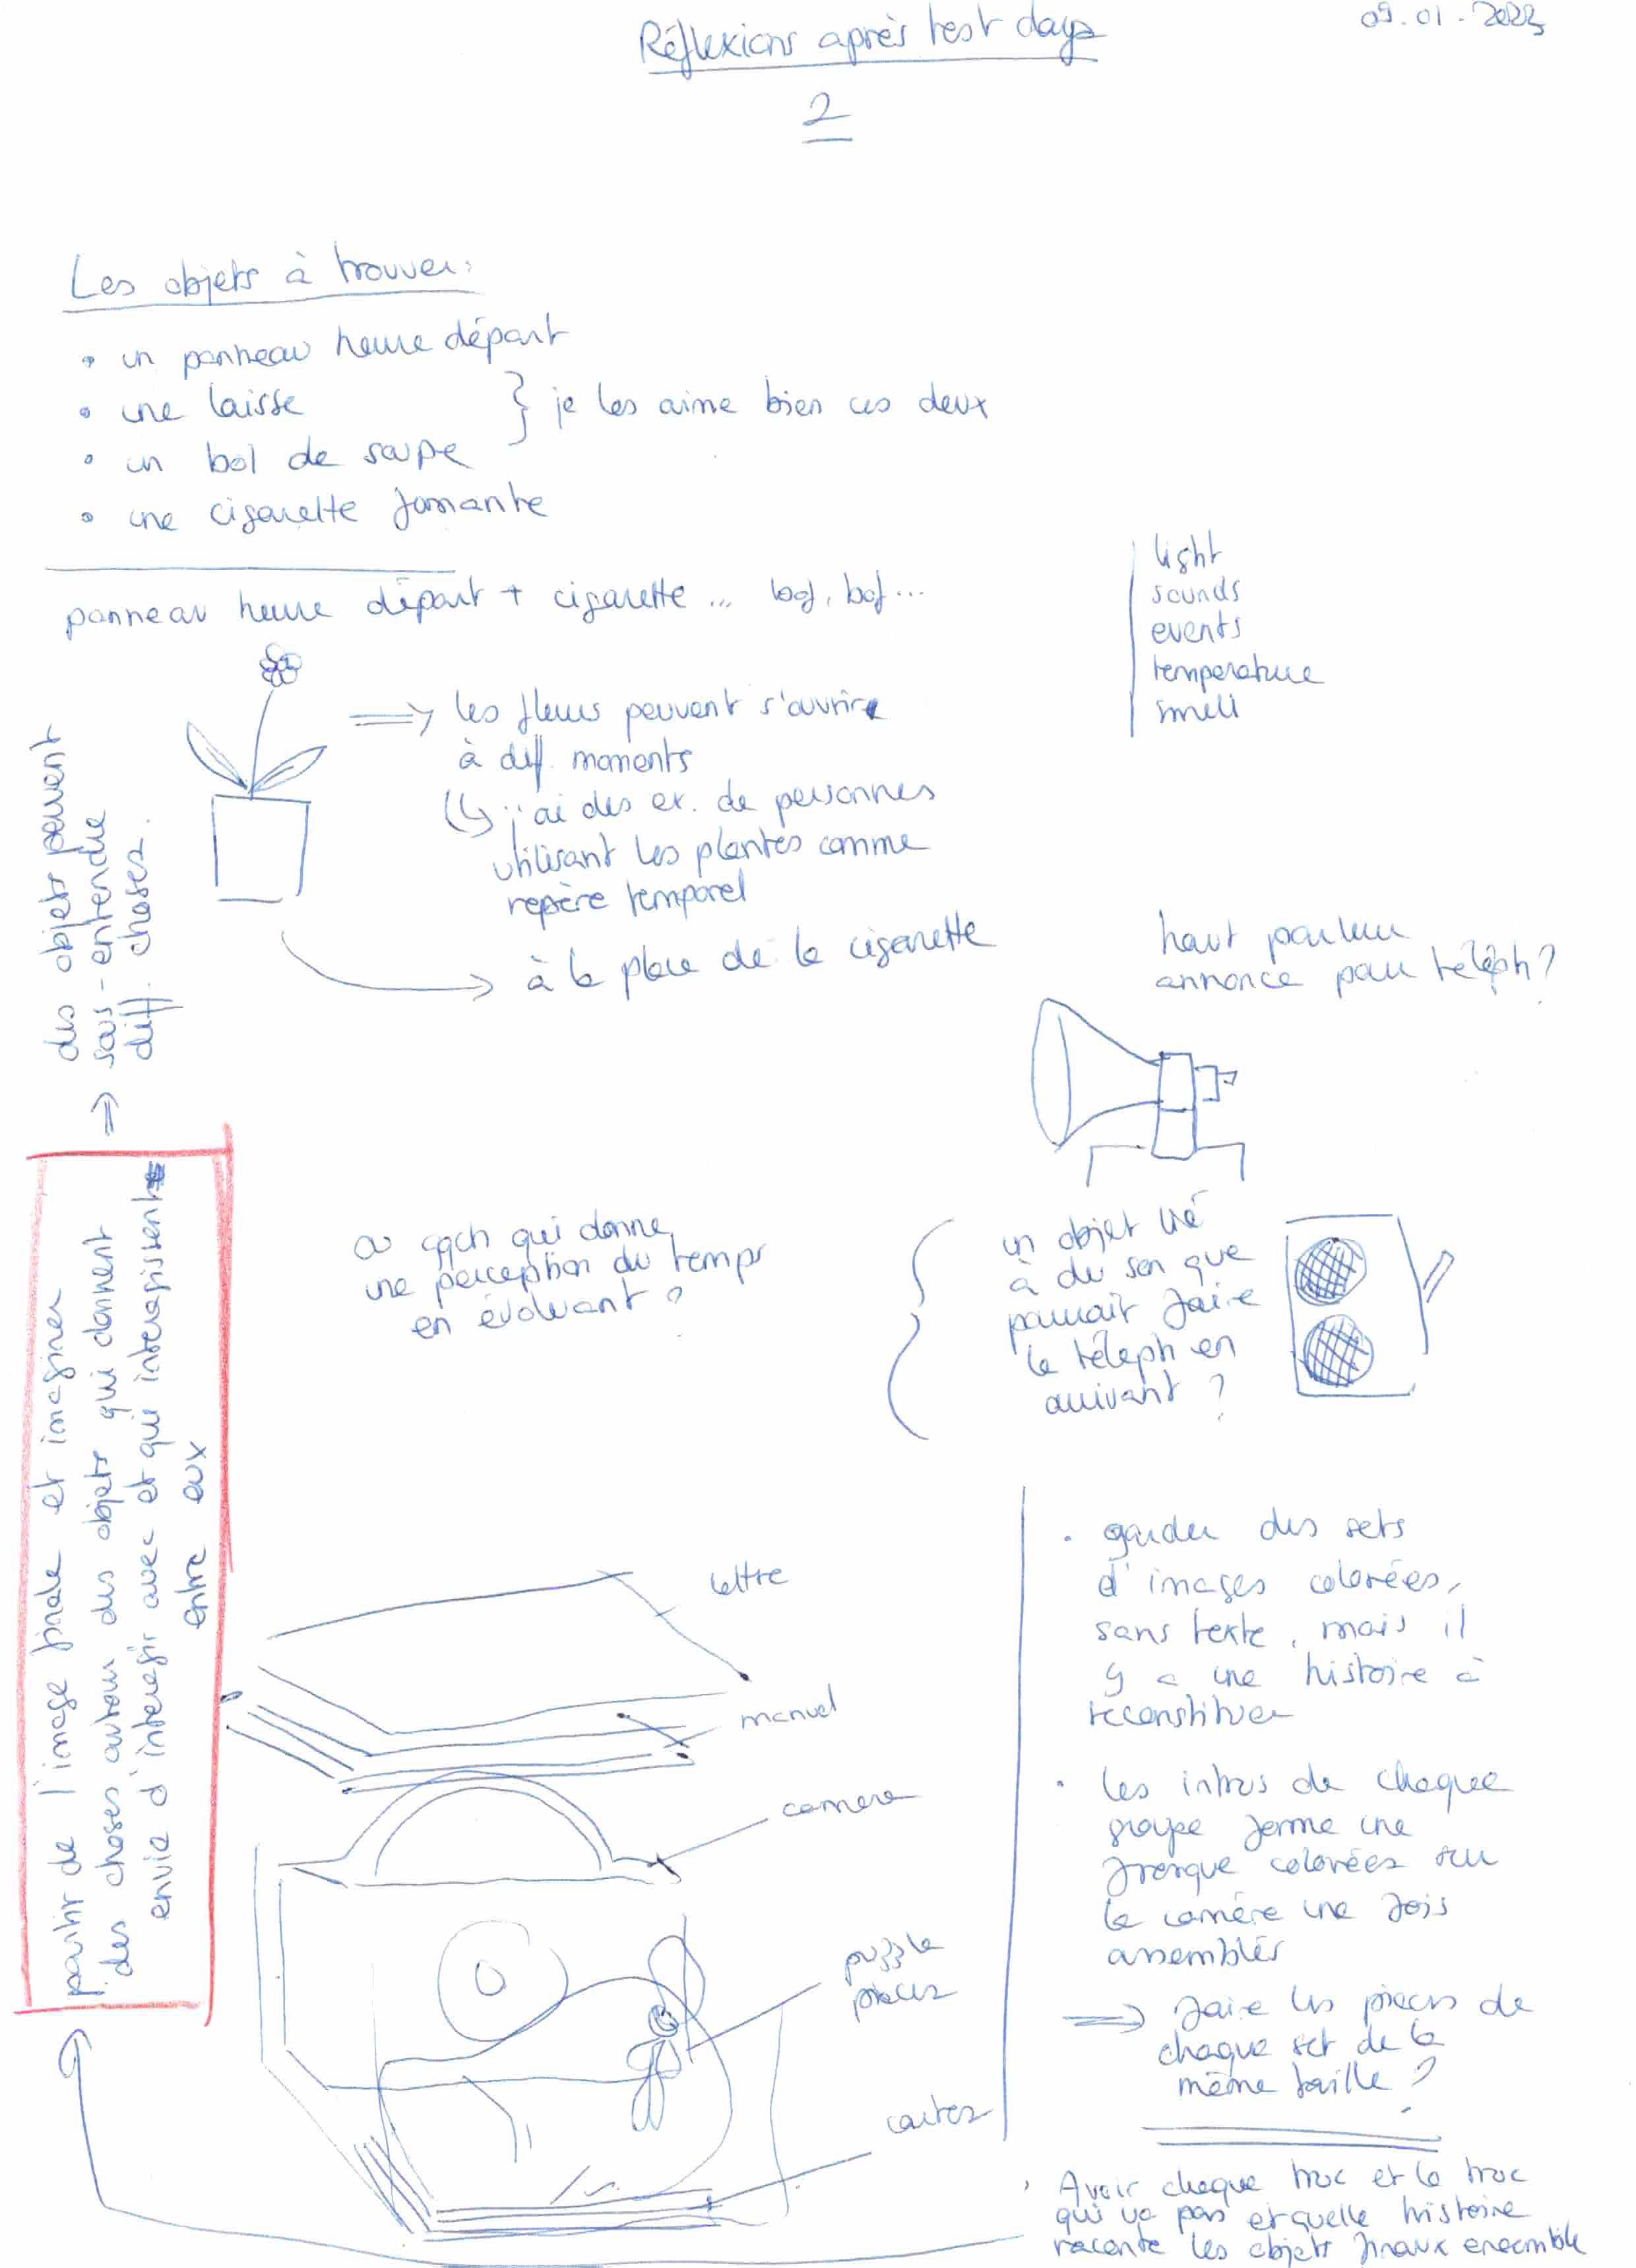 Réflexions après test days
09.01.2023
2
Les objets à trouver:
• un panneau heure départ
• une laisse
} je les aime bien ces deux
• un bol de soupe
• une cigarette fumante
panneau heure départ + cigarette ... bof, bof ...
light
sounds
events
temperature
smell
⇒ les fleurs peuvent s'ouvrir
à diff. moments
↳ j'ai des ex. de personnes
utilisant les plantes comme
repère temporel
→ à la place de la cigarette
haut parleur
annonce pour téléph?
ou qqch qui donne
une perception du temps
en évoluant ?
un objet lié
à du son que
pourrait faire
le téléph en
arrivant ?
partir de l'image finale et imaginer
des choses autour des objets qui donnent
envie d'interagir avec et qui interagissent
entre eux
⇒ des objets peuvent
sous-entendre
diff. choses.
lettre
manuel
camera
puzzle
pieces
cartes
• garder des sets
d'images colorées,
sans texte, mais il
y a une histoire à
reconstituer
• les intrus de chaque
groupe forme une
fresque colorées sur
la caméra une fois
assemblés
⇒ faire les pièces de
chaque set de la
même taille ?
• Avoir chaque truc et le truc
qui va pas et quelle histoire
raconte les objets finaux ensemble